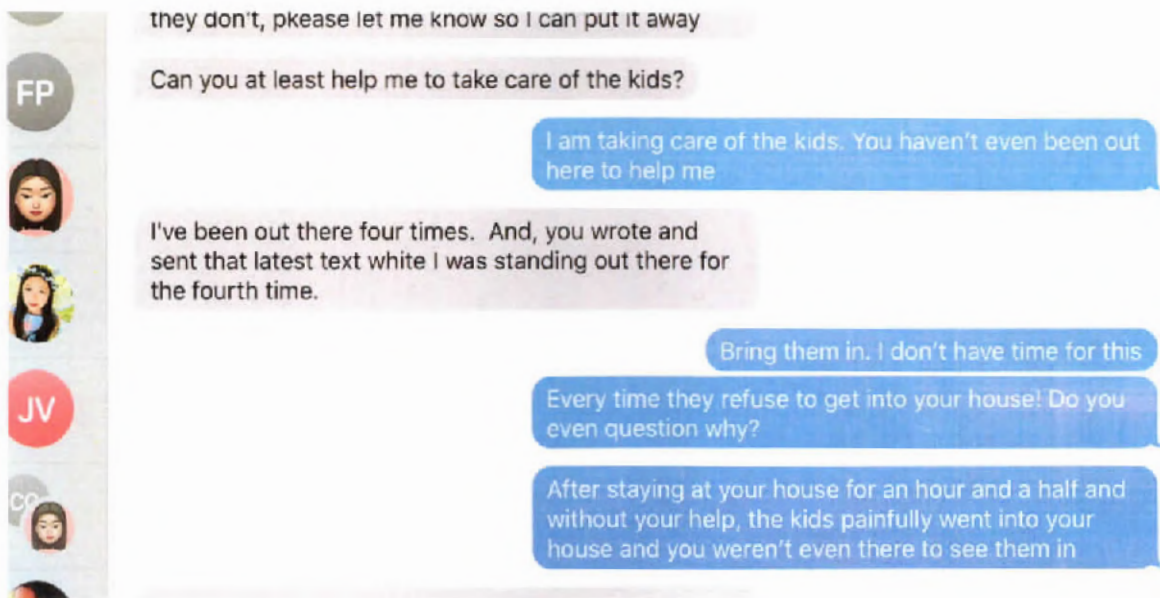 they don't, pkease let me know so I can put it away
FP
Can you at least help me to take care of the kids?
I am taking care of the kids. You haven't even been out
here to help me
I've been out there four times. And, you wrote and
sent that latest text white I was standing out there for
the fourth time.
Bring them in. I don't have time for this
JV
Every time they refuse to get into your house! Do you
even question why?
CC
After staying at your house for an hour and a half and
without your help, the kids painfully went into your
house and you weren't even there to see them in